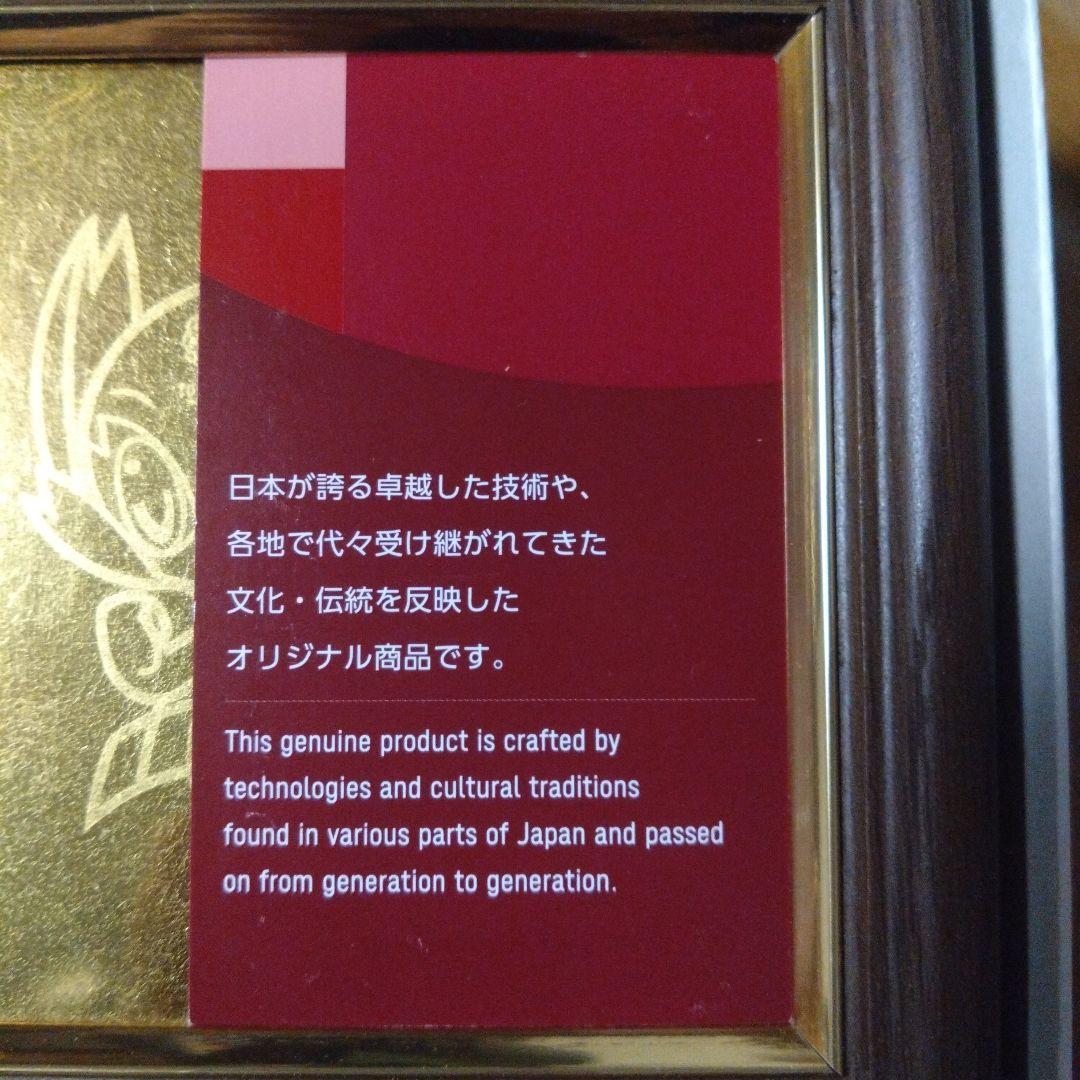 日本が誇る卓越した技術や、
各地で代々受け継がれてきた
文化・伝統を反映した
オリジナル商品です。
This genuine product is crafted by
technologies and cultural traditions
found in various parts of Japan and passed
on from generation to generation.